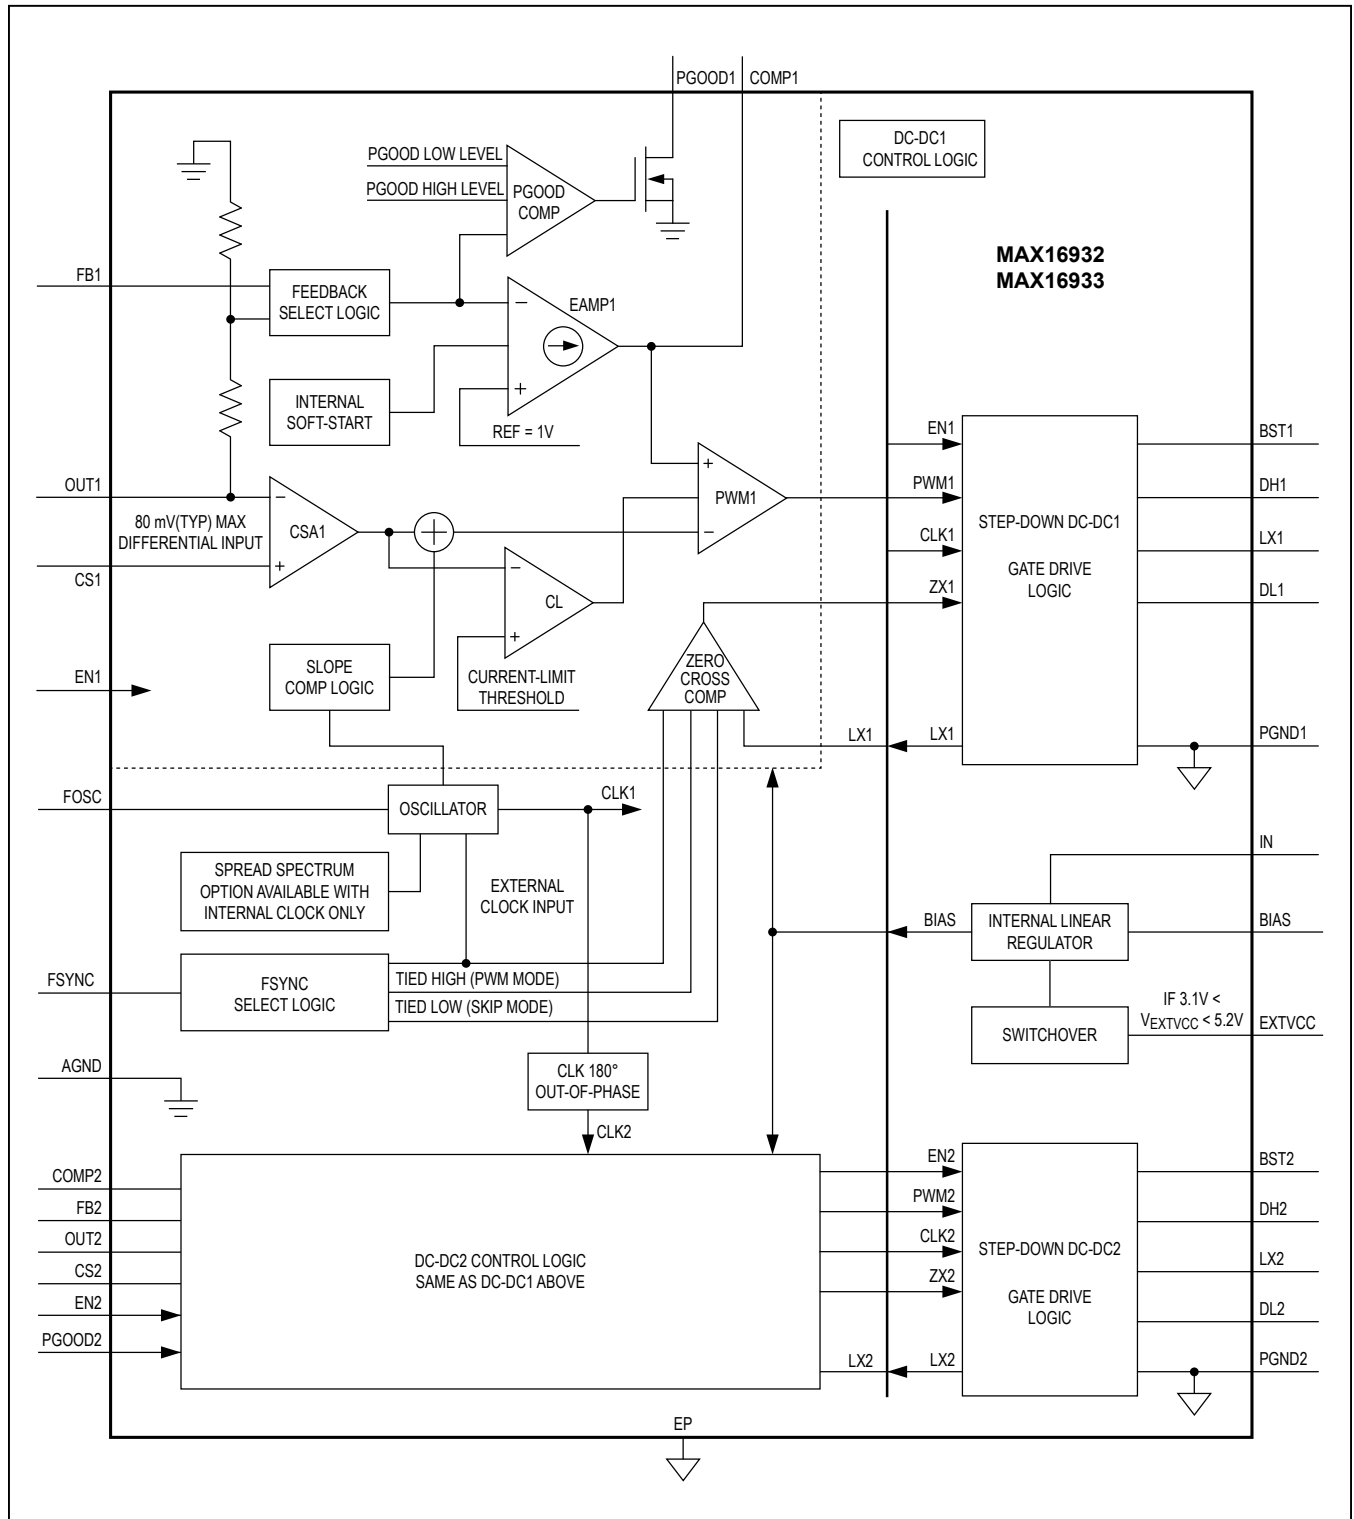 PGOOD1
COMP1
DC-DC1
CONTROL LOGIC
PGOOD LOW LEVEL
PGOOD HIGH LEVEL
PGOOD
COMP
MAX16932
MAX16933
FB1
FEEDBACK
SELECT LOGIC
−
EAMP1
+
INTERNAL
SOFT-START
REF = 1V
EN1
BST1
OUT1
−
80 mV(TYP) MAX
DIFFERENTIAL INPUT
CSA1
+
CS1
+
PWM1
−
PWM1
DH1
STEP-DOWN DC-DC1
GATE DRIVE
LOGIC
CLK1
LX1
ZX1
DL1
−
CL
+
CURRENT-LIMIT
THRESHOLD
SLOPE
COMP LOGIC
EN1
ZERO
CROSS
COMP
LX1
LX1
PGND1
FOSC
OSCILLATOR
CLK1
SPREAD SPECTRUM
OPTION AVAILABLE WITH
INTERNAL CLOCK ONLY
EXTERNAL
CLOCK INPUT
IN
BIAS
INTERNAL LINEAR
REGULATOR
BIAS
FSYNC
FSYNC
SELECT LOGIC
TIED HIGH (PWM MODE)
TIED LOW (SKIP MODE)
SWITCHOVER
IF 3.1V <
VEXTVCC < 5.2V
EXTVCC
AGND
CLK 180°
OUT-OF-PHASE
CLK2
COMP2
FB2
OUT2
CS2
EN2
PGOOD2
DC-DC2 CONTROL LOGIC
SAME AS DC-DC1 ABOVE
EN2
PWM2
CLK2
ZX2
LX2
LX2
STEP-DOWN DC-DC2
GATE DRIVE
LOGIC
BST2
DH2
LX2
DL2
PGND2
EP